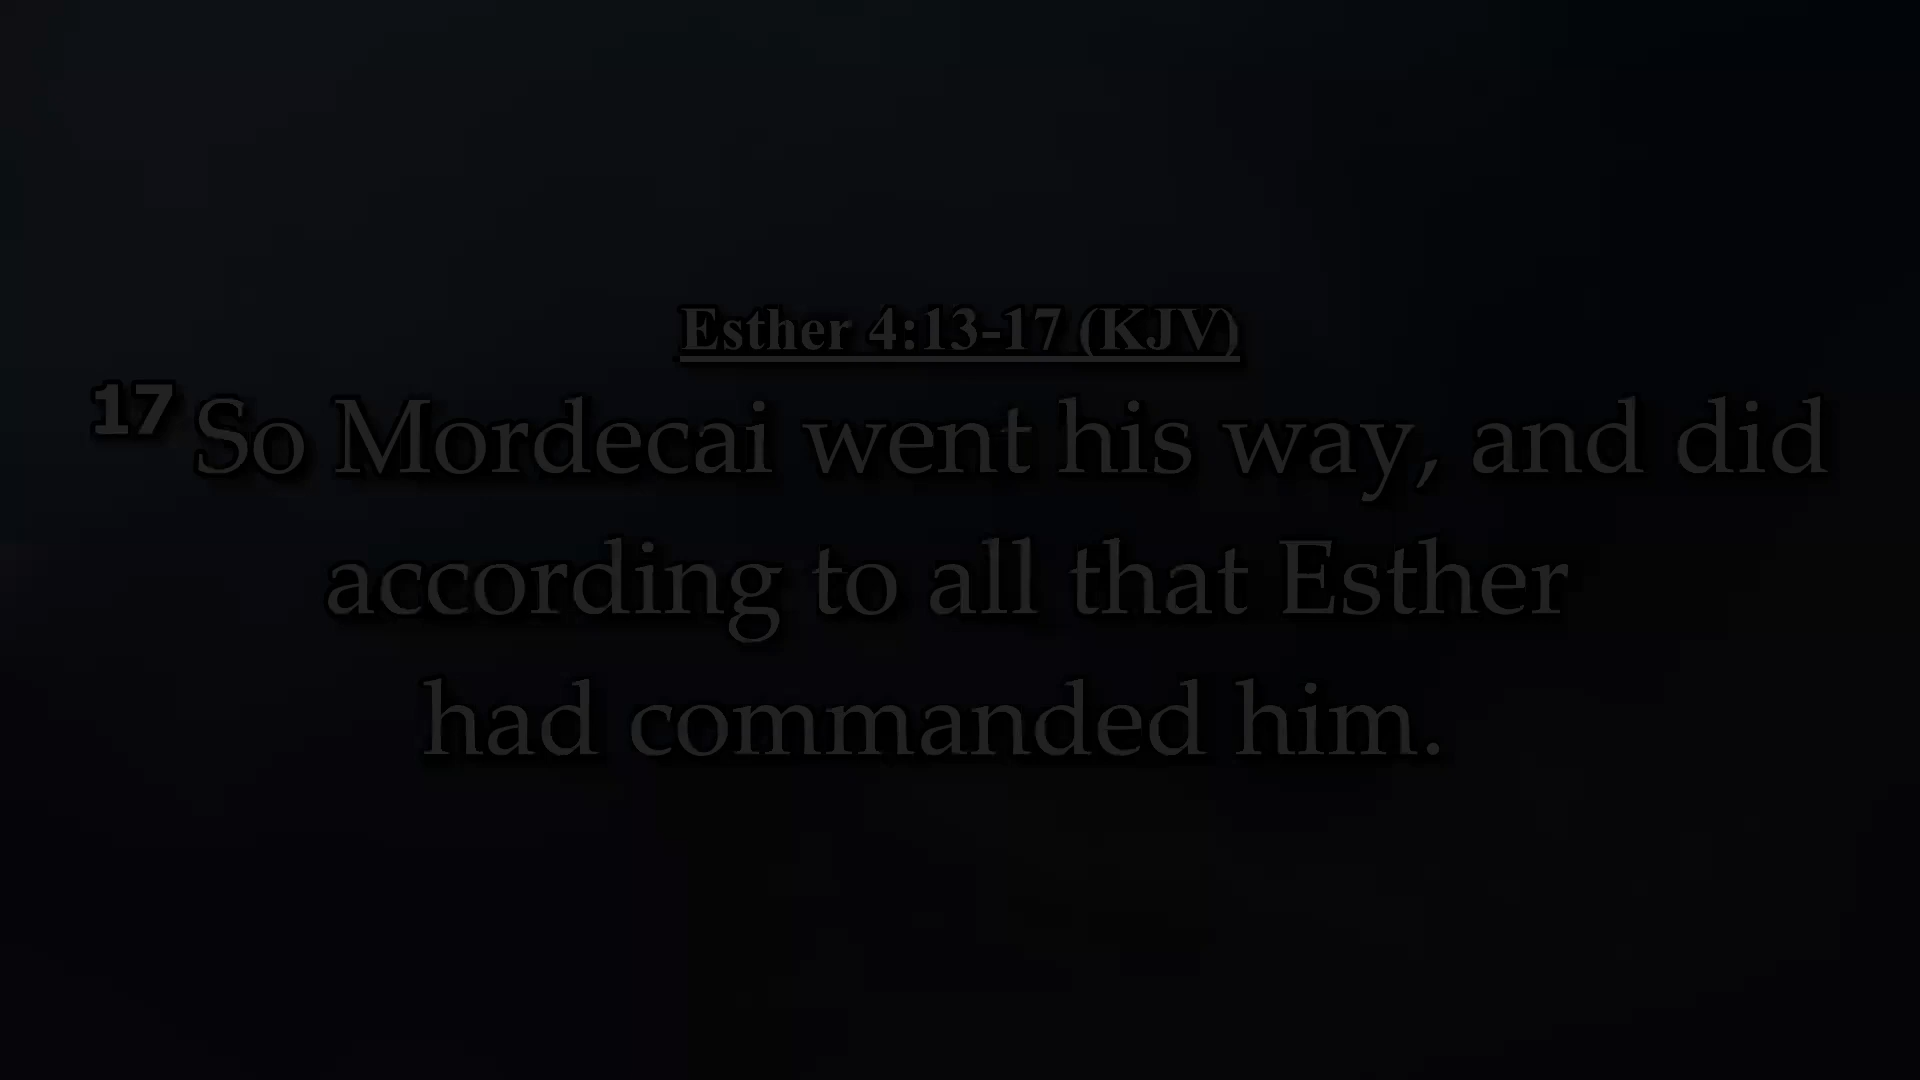 Esther 4:13-17 (KJV)
17 So Mordecai went his way, and did
according to all that Esther
had commanded him.